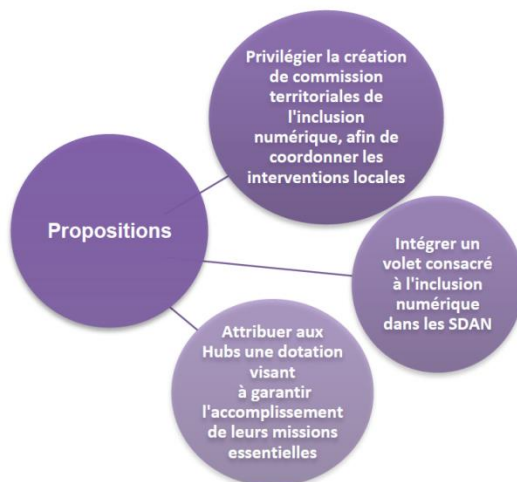 Privilégier la création
de commission
territoriales de
l'inclusion
numérique, afin de
coordonner les
interventions locales
Propositions
Intégrer un
volet consacré
à l'inclusion
numérique
dans les SDAN
Attribuer aux
Hubs une dotation
visant
à garantir
l'accomplissement
de leurs missions
essentielles